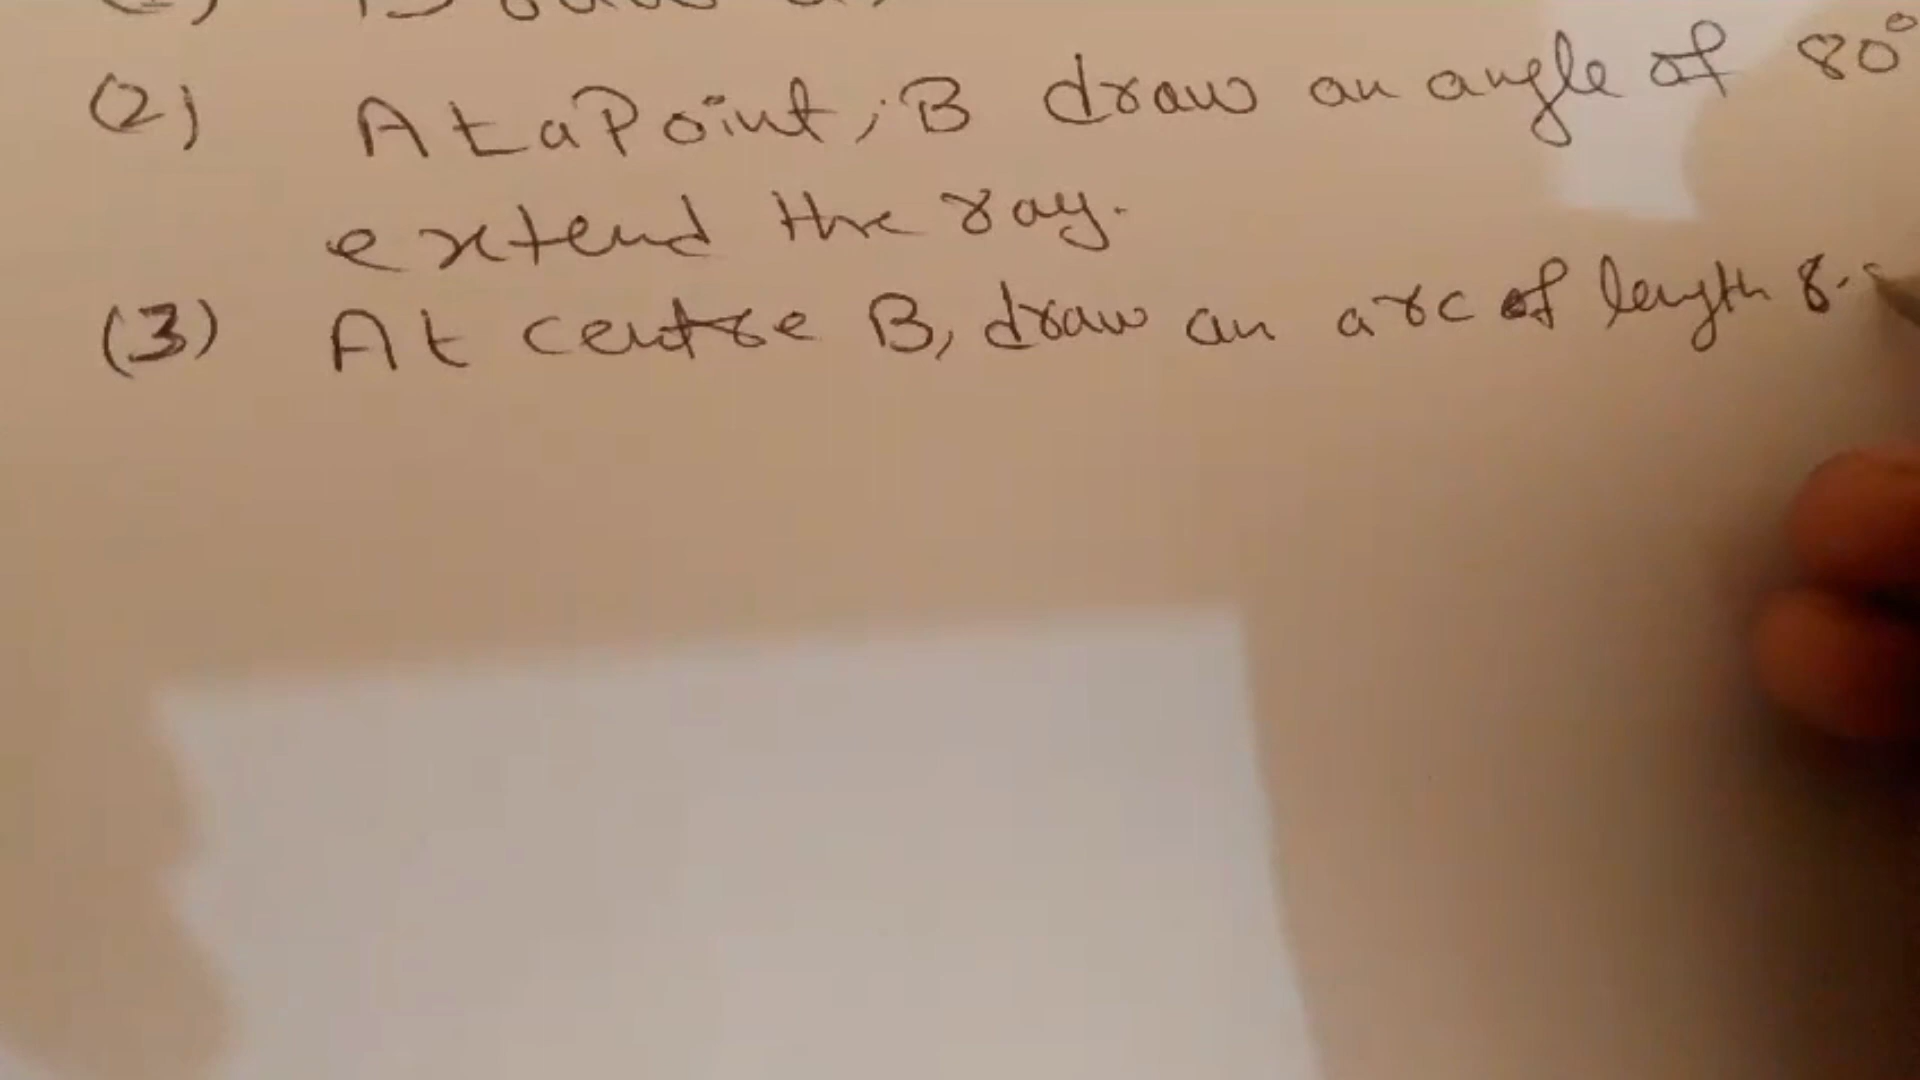 (2) At a Point, B draw an angle of 80°
extend the ray.
(3) At centre B, draw an arc of length 8.